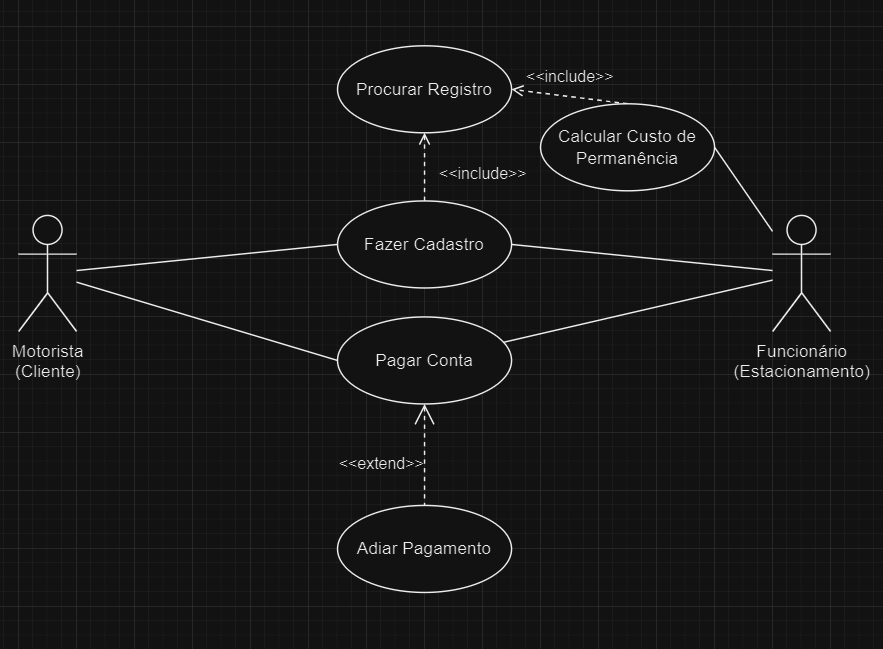 Procurar Registro
<<include>>
Calcular Custo de
Permanência
<<include>>
Fazer Cadastro
Motorista
(Cliente)
Pagar Conta
Funcionário
(Estacionamento)
<<extend>>
Adiar Pagamento